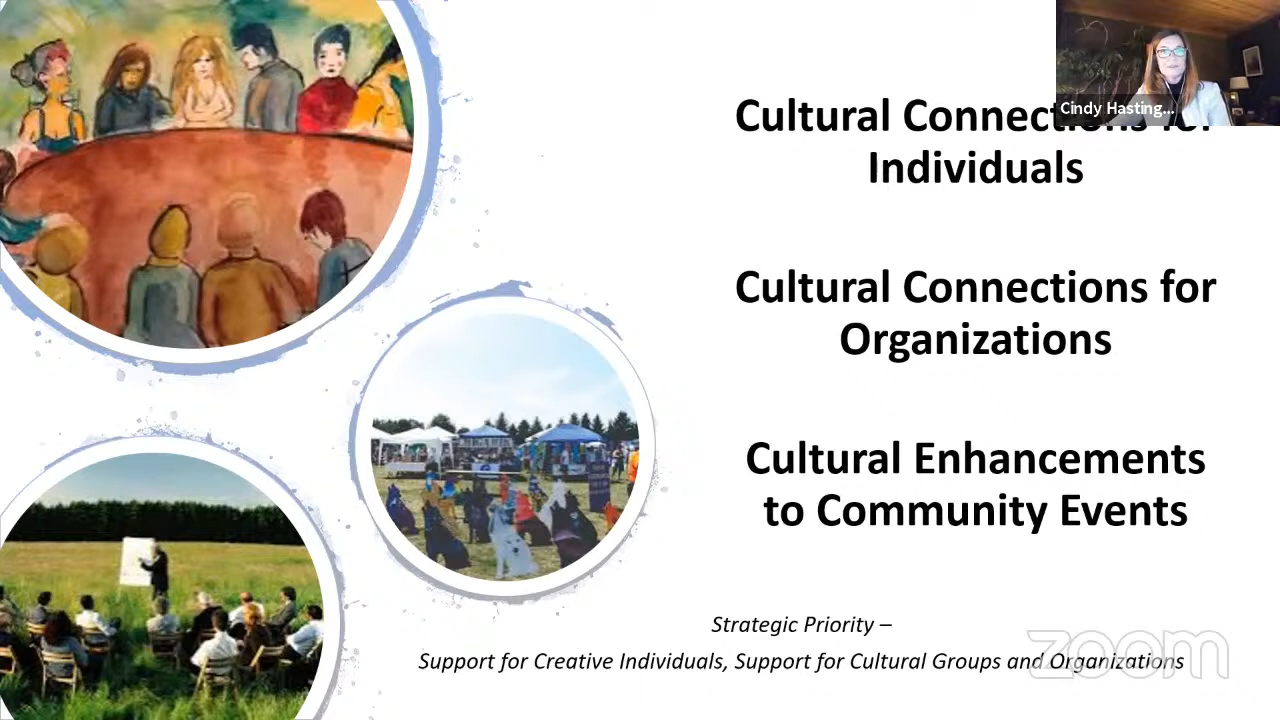 Cindy Hasting...
Cultural Connections for
Individuals
Cultural Connections for
Organizations
Cultural Enhancements
to Community Events
Strategic Priority –
Support for Creative Individuals, Support for Cultural Groups and Organizations
zoom